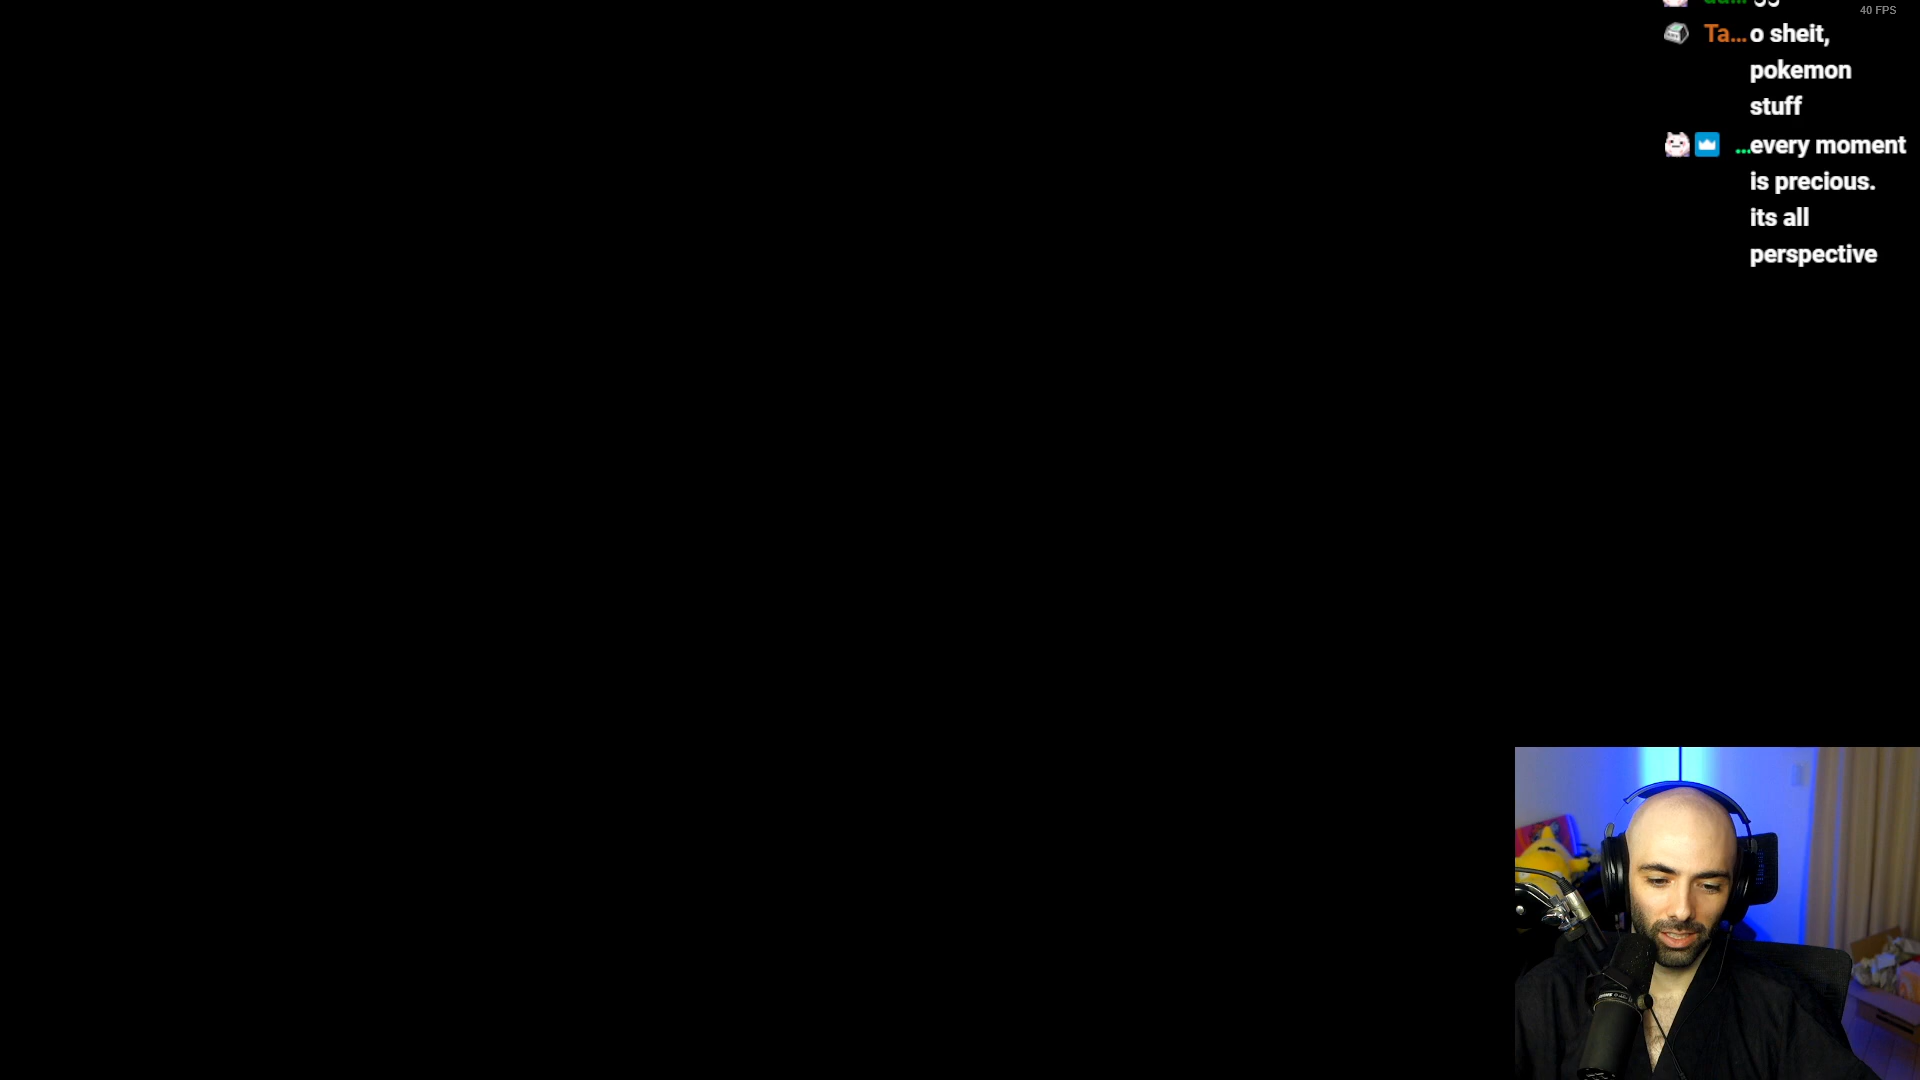 40 FPS
Ta... o sheit,
pokemon
stuff
...every moment
is precious.
its all
perspective